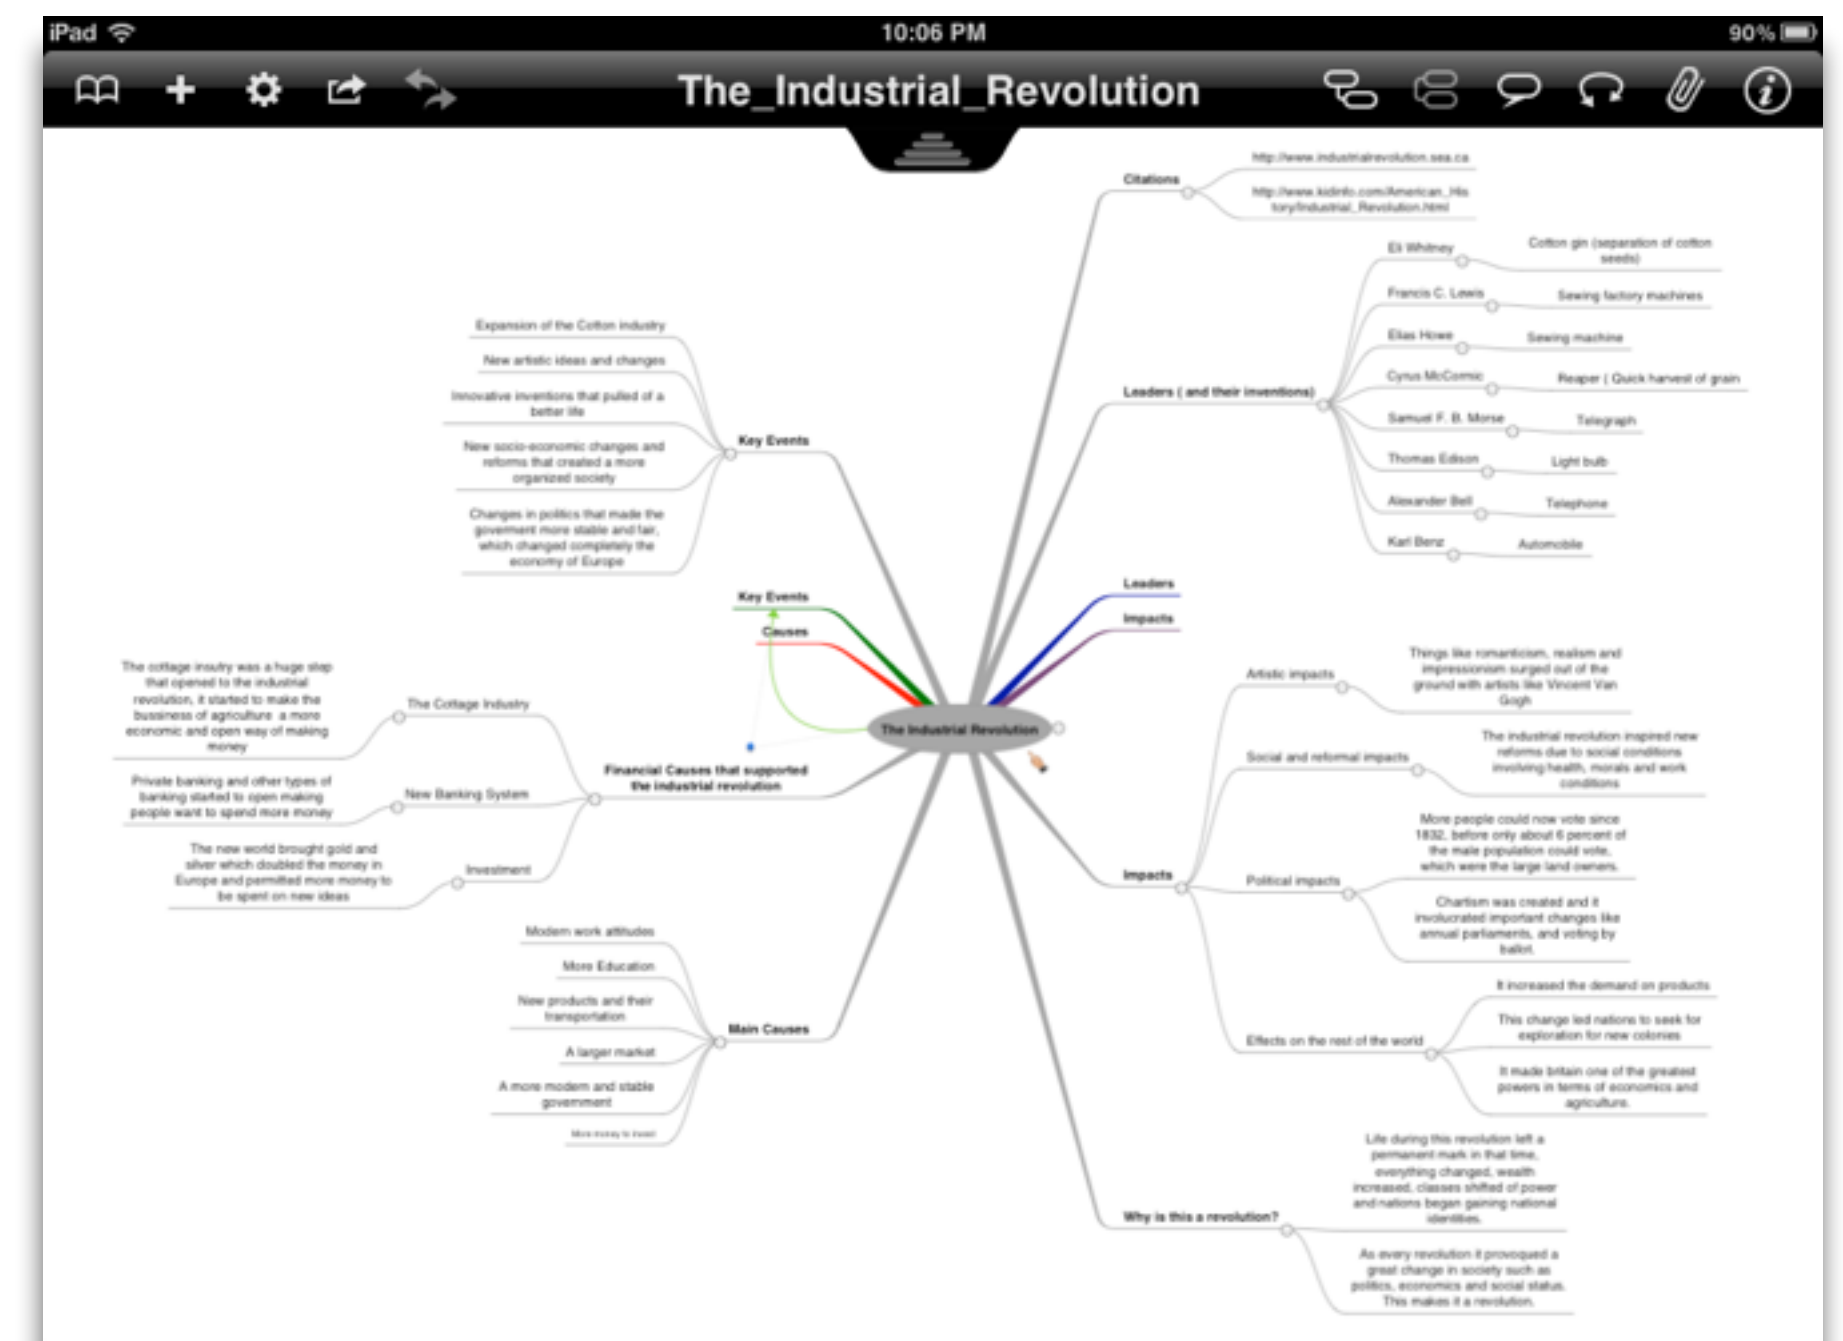 iPad
10:06 PM
90%
The_Industrial_Revolution
Citations
http://www.industrialrevolution.sea.ca
http://www.kidinfo.com/American_His
tory/Industrial_Revolution.html
Leaders ( and their inventions)
Eli Whitney
Cotton gin (separation of cotton
seeds)
Francis C. Lewis
Sewing factory machines
Elias Howe
Sewing machine
Cyrus McCormic
Reaper ( Quick harvest of grain
Samuel F. B. Morse
Telegraph
Thomas Edison
Light bulb
Alexander Bell
Telephone
Karl Benz
Automobile
Expansion of the Cotton industry
New artistic ideas and changes
Innovative inventions that pulled of a
better life
New socio-economic changes and
reforms that created a more
organized society
Changes in politics that made the
goverment more stable and fair,
which changed completely the
economy of Europe
Key Events
Key Events
Causes
Leaders
Impacts
The Industrial Revolution
The cottage insutry was a huge step
that opened to the industrial
revolution, it started to make the
bussiness of agriculture a more
economic and open way of making
money
The Cottage Industry
Private banking and other types of
banking started to open making
people want to spend more money
New Banking System
The new world brought gold and
silver which doubled the money in
Europe and permitted more money to
be spent on new ideas
Investment
Financial Causes that supported
the industrial revolution
Modern work attitudes
More Education
New products and their
transportation
A larger market
A more modern and stable
government
More money to invest
Main Causes
Impacts
Artistic impacts
Things like romanticism, realism and
impressionism surged out of the
ground with artists like Vincent Van
Gogh
Social and reformal impacts
The industrial revolution inspired new
reforms due to social conditions
involving health, morals and work
conditions
Political impacts
More people could now vote since
1832, before only about 6 percent of
the male population could vote,
which were the large land owners.
Chartism was created and it
involucrated important changes like
annual parliaments, and voting by
ballot.
Effects on the rest of the world
It increased the demand on products
This change led nations to seek for
exploration for new colonies
It made britain one of the greatest
powers in terms of economics and
agriculture.
Why is this a revolution?
Life during this revolution left a
permanent mark in that time,
everything changed, wealth
increased, classes shifted of power
and nations began gaining national
identities.
As every revolution it provoqued a
great change in society such as
politics, economics and social status.
This makes it a revolution.